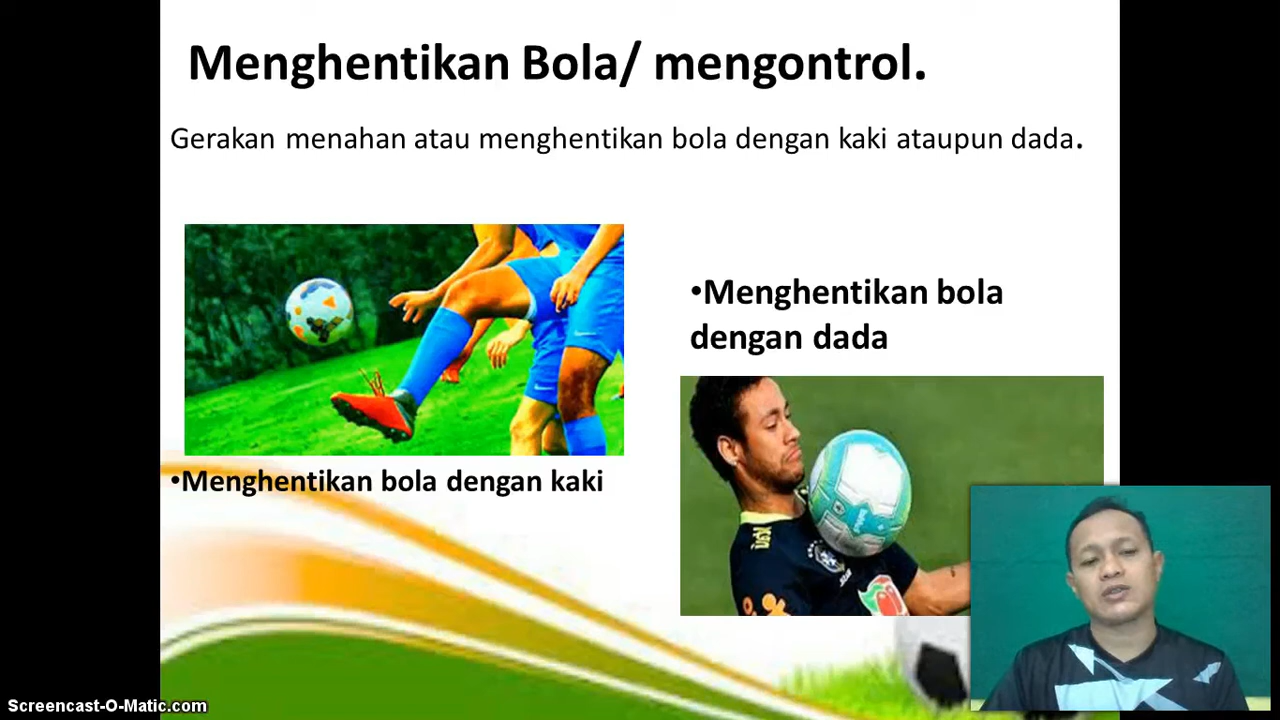 Menghentikan Bola/ mengontrol.
Gerakan menahan atau menghentikan bola dengan kaki ataupun dada.
•Menghentikan bola dengan kaki
•Menghentikan bola
dengan dada
Screencast-O-Matic.com